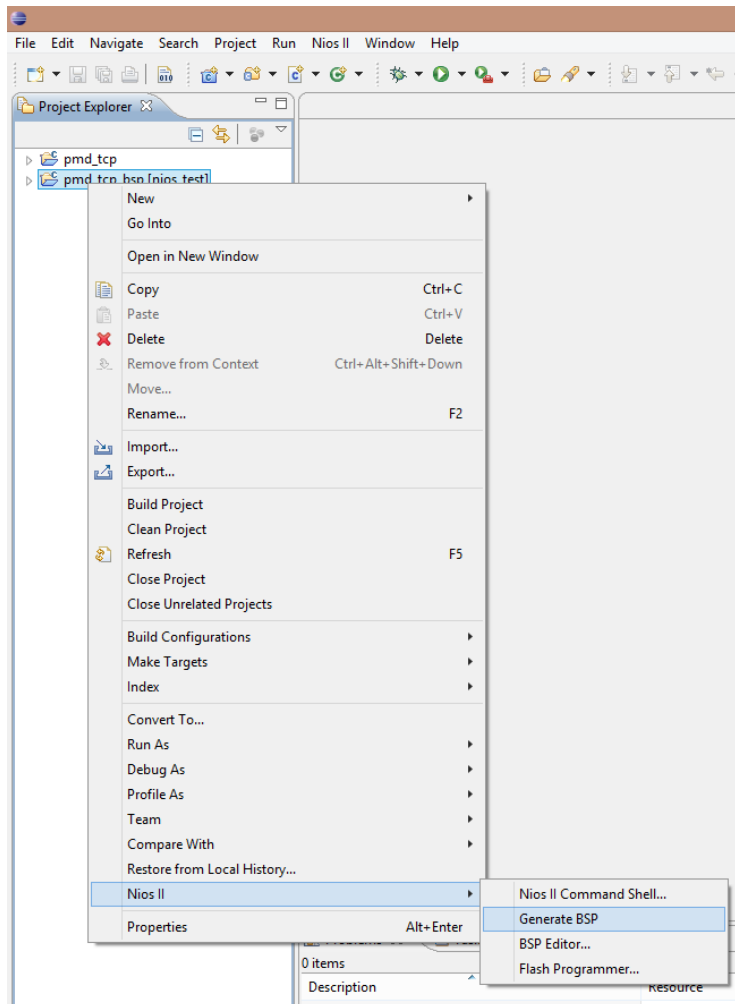 File Edit Navigate Search Project Run Nios II Window Help
Project Explorer
pmd_tcp
pmd_tcp_bsp [nios_test]
New
Go Into
Open in New Window
Copy Ctrl+C
Paste Ctrl+V
Delete Delete
Remove from Context Ctrl+Alt+Shift+Down
Move...
Rename... F2
Import...
Export...
Build Project
Clean Project
Refresh F5
Close Project
Close Unrelated Projects
Build Configurations
Make Targets
Index
Convert To...
Run As
Debug As
Profile As
Team
Compare With
Restore from Local History...
Nios II
Nios II Command Shell...
Generate BSP
Properties Alt+Enter
BSP Editor...
Flash Programmer...
0 items
Description Resource